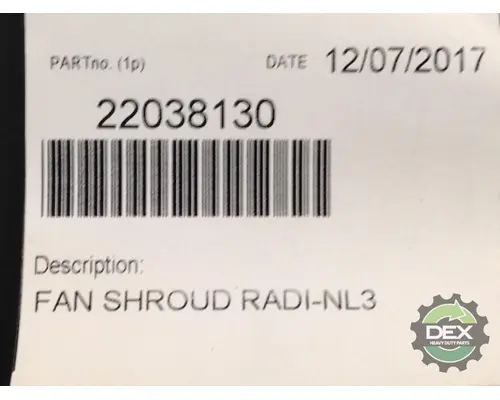 PARTno. (1p) DATE 12/07/2017
22038130
Description:
FAN SHROUD RADI-NL3
DEX
HEAVY DUTY PARTS